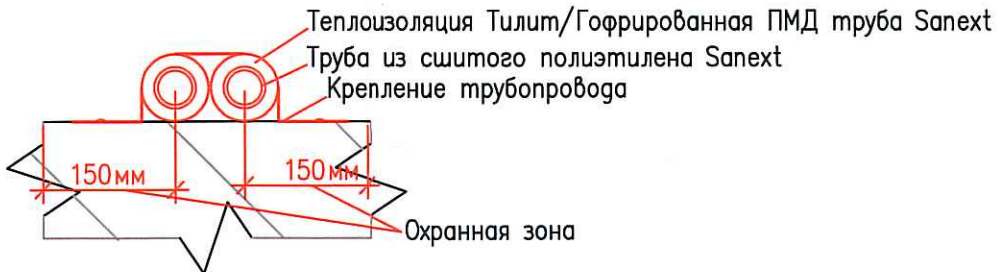 Теплоизоляция Тилит/Гофрированная ПМД труба Sanext
Труба из сшитого полиэтилена Sanext
Крепление трубопровода
150мм
150мм
Охранная зона